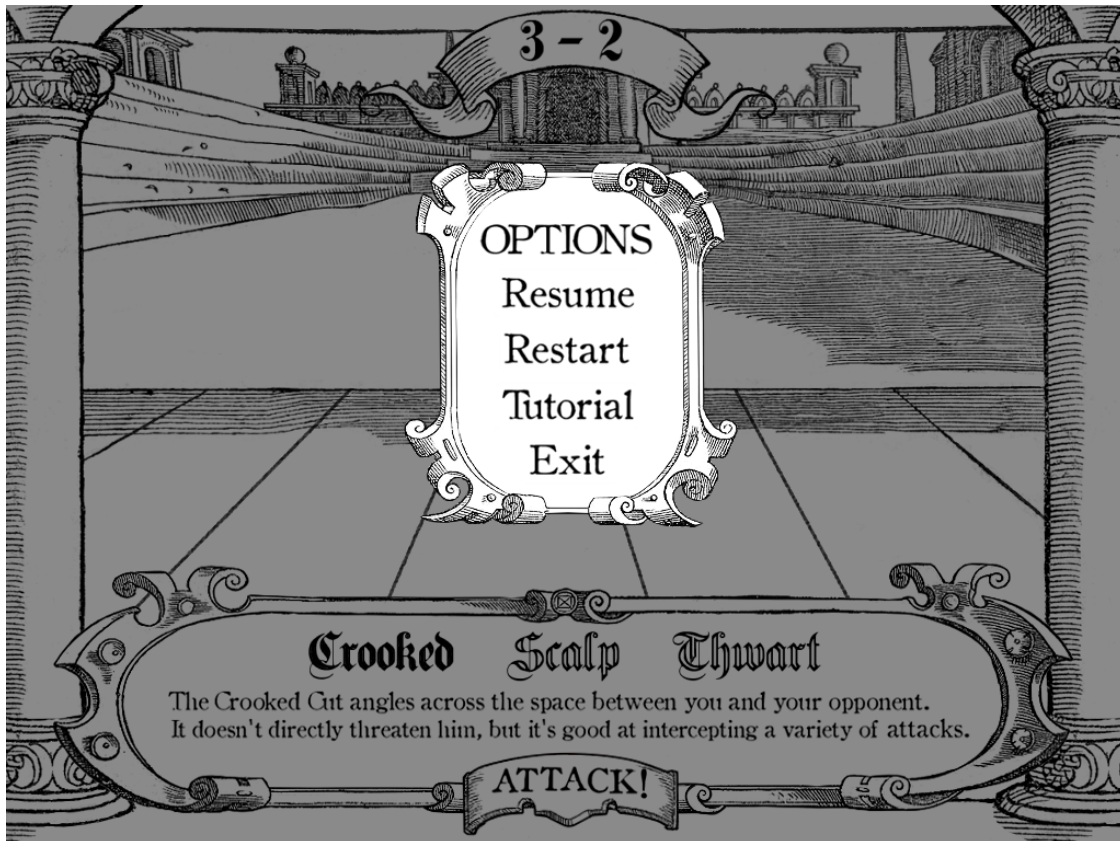 3 - 2
OPTIONS
Resume
Restart
Tutorial
Exit
Crooked Scalp Thwart
The Crooked Cut angles across the space between you and your opponent.
It doesn't directly threaten him, but it's good at intercepting a variety of attacks.
ATTACK!